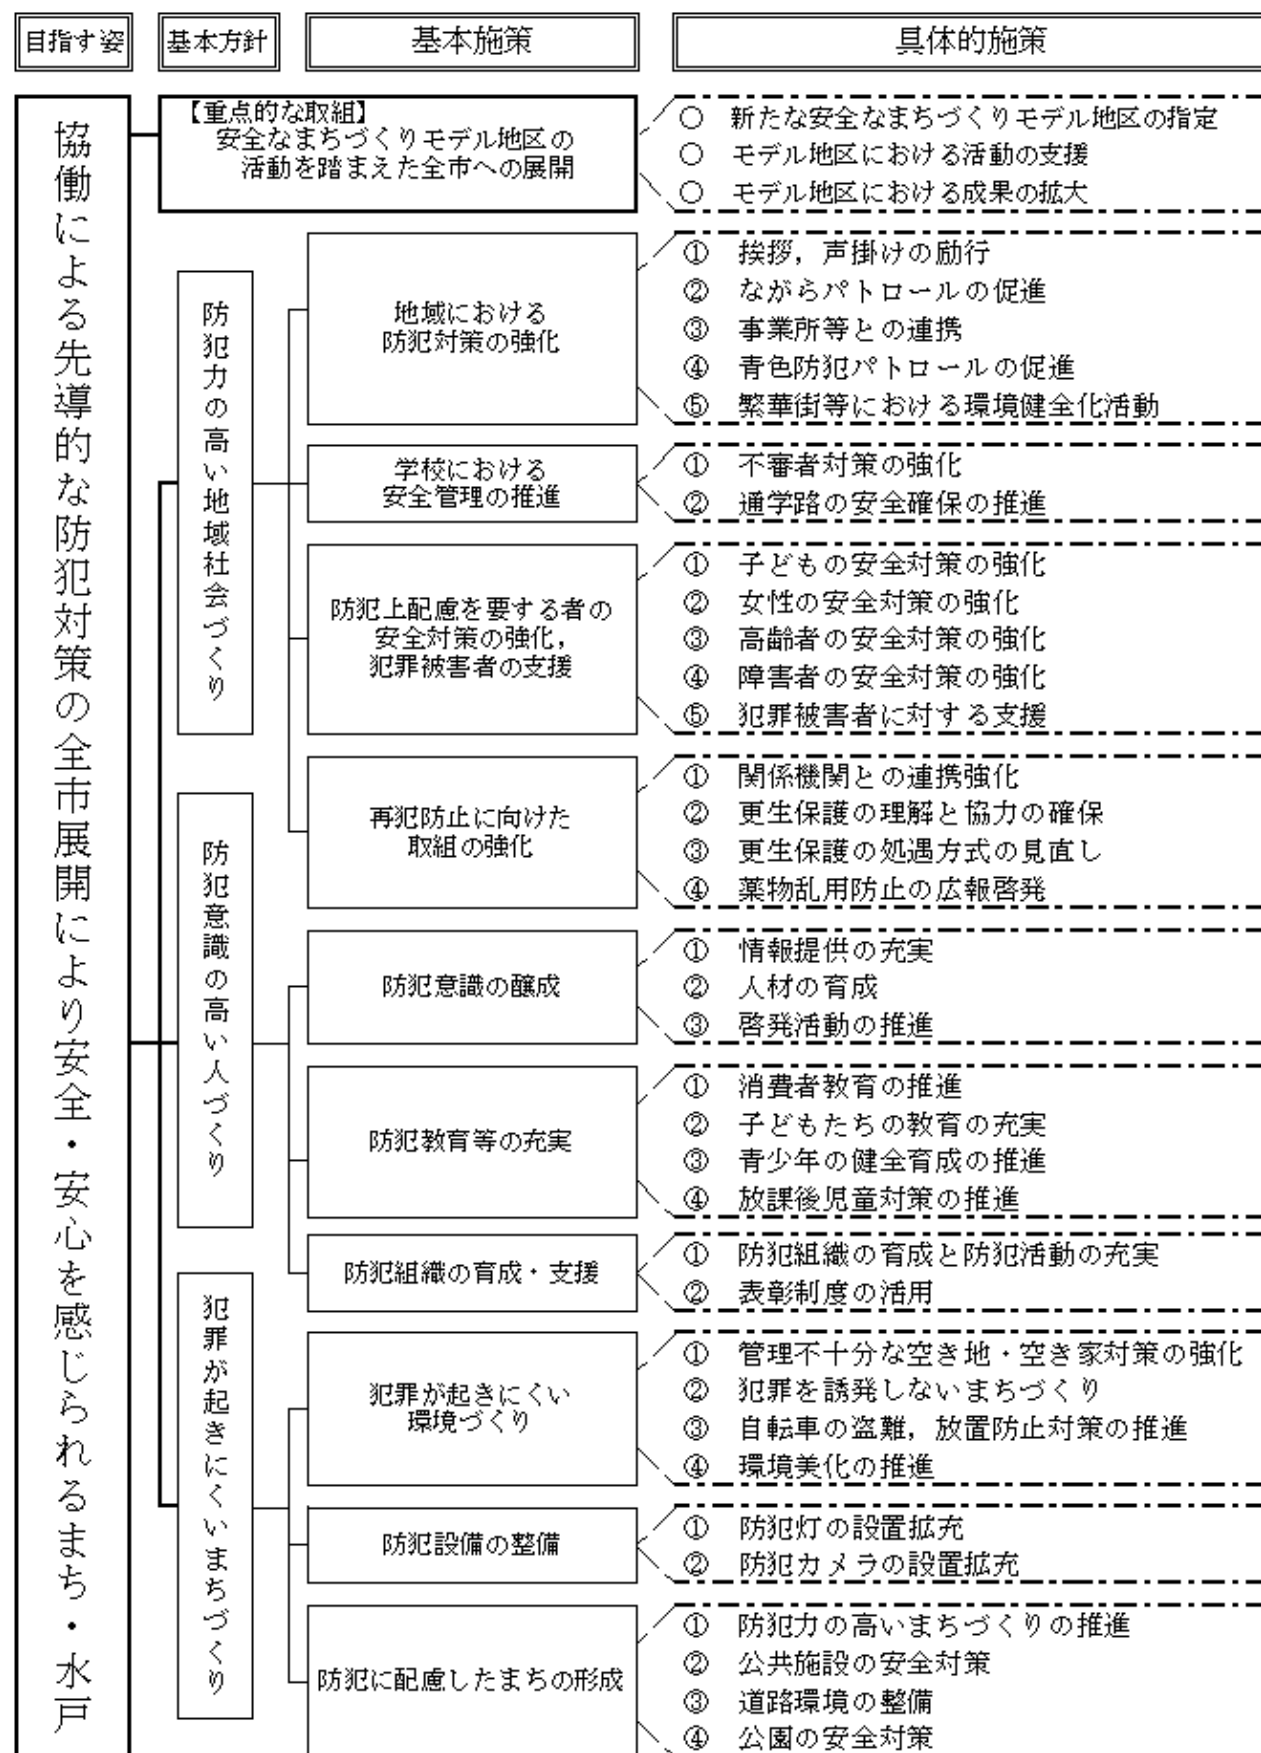 目指す姿
基本方針
基本施策
具体的施策
協働による先導的な防犯対策の全市展開により安全・安心を感じられるまち・水戸
【重点的な取組】
安全なまちづくりモデル地区の
活動を踏まえた全市への展開
○ 新たな安全なまちづくりモデル地区の指定
○ モデル地区における活動の支援
○ モデル地区における成果の拡大
防犯力の高い地域社会づくり
地域における
防犯対策の強化
① 挨拶，声掛けの励行
② ながらパトロールの促進
③ 事業所等との連携
④ 青色防犯パトロールの促進
⑤ 繁華街等における環境健全化活動
学校における
安全管理の推進
① 不審者対策の強化
② 通学路の安全確保の推進
防犯上配慮を要する者の
安全対策の強化，
犯罪被害者の支援
① 子どもの安全対策の強化
② 女性の安全対策の強化
③ 高齢者の安全対策の強化
④ 障害者の安全対策の強化
⑤ 犯罪被害者に対する支援
再犯防止に向けた
取組の強化
① 関係機関との連携強化
② 更生保護の理解と協力の確保
③ 更生保護の処遇方式の見直し
④ 薬物乱用防止の広報啓発
防犯意識の高い人づくり
防犯意識の醸成
① 情報提供の充実
② 人材の育成
③ 啓発活動の推進
防犯教育等の充実
① 消費者教育の推進
② 子どもたちの教育の充実
③ 青少年の健全育成の推進
④ 放課後児童対策の推進
防犯組織の育成・支援
① 防犯組織の育成と防犯活動の充実
② 表彰制度の活用
犯罪が起きにくいまちづくり
犯罪が起きにくい
環境づくり
① 管理不十分な空き地・空き家対策の強化
② 犯罪を誘発しないまちづくり
③ 自転車の盗難，放置防止対策の推進
④ 環境美化の推進
防犯設備の整備
① 防犯灯の設置拡充
② 防犯カメラの設置拡充
防犯に配慮したまちの形成
① 防犯力の高いまちづくりの推進
② 公共施設の安全対策
③ 道路環境の整備
④ 公園の安全対策